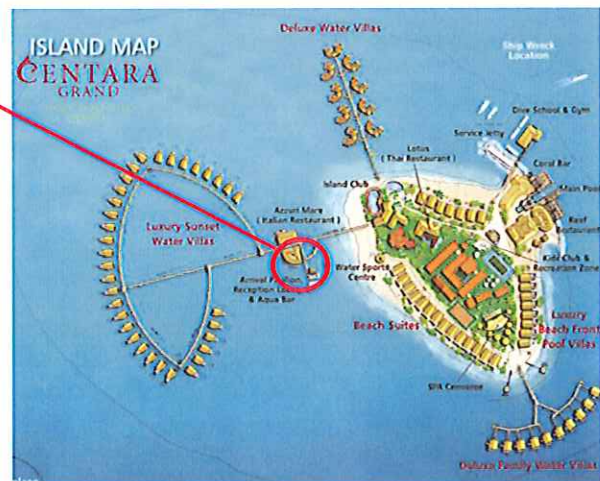 ISLAND MAP
CENTARA
GRAND
Deluxe Water Villas
Ship Wreck
Location
Dive School & Gym
Service Jetty
Lotus
( Thai Restaurant )
Coral Bar
Island Club
Main Pool
Azzuri Mare
( Italian Restaurant )
Reef
Restaurant
Luxury Sunset
Water Villas
Kids Club &
Recreation Zone
Water Sports
Centre
Arrival Pavilion,
Reception
& Aqua Bar
Beach Suites
Luxury
Beach Front
Pool Villas
SPA Cenvaree
Deluxe Family Water Villas